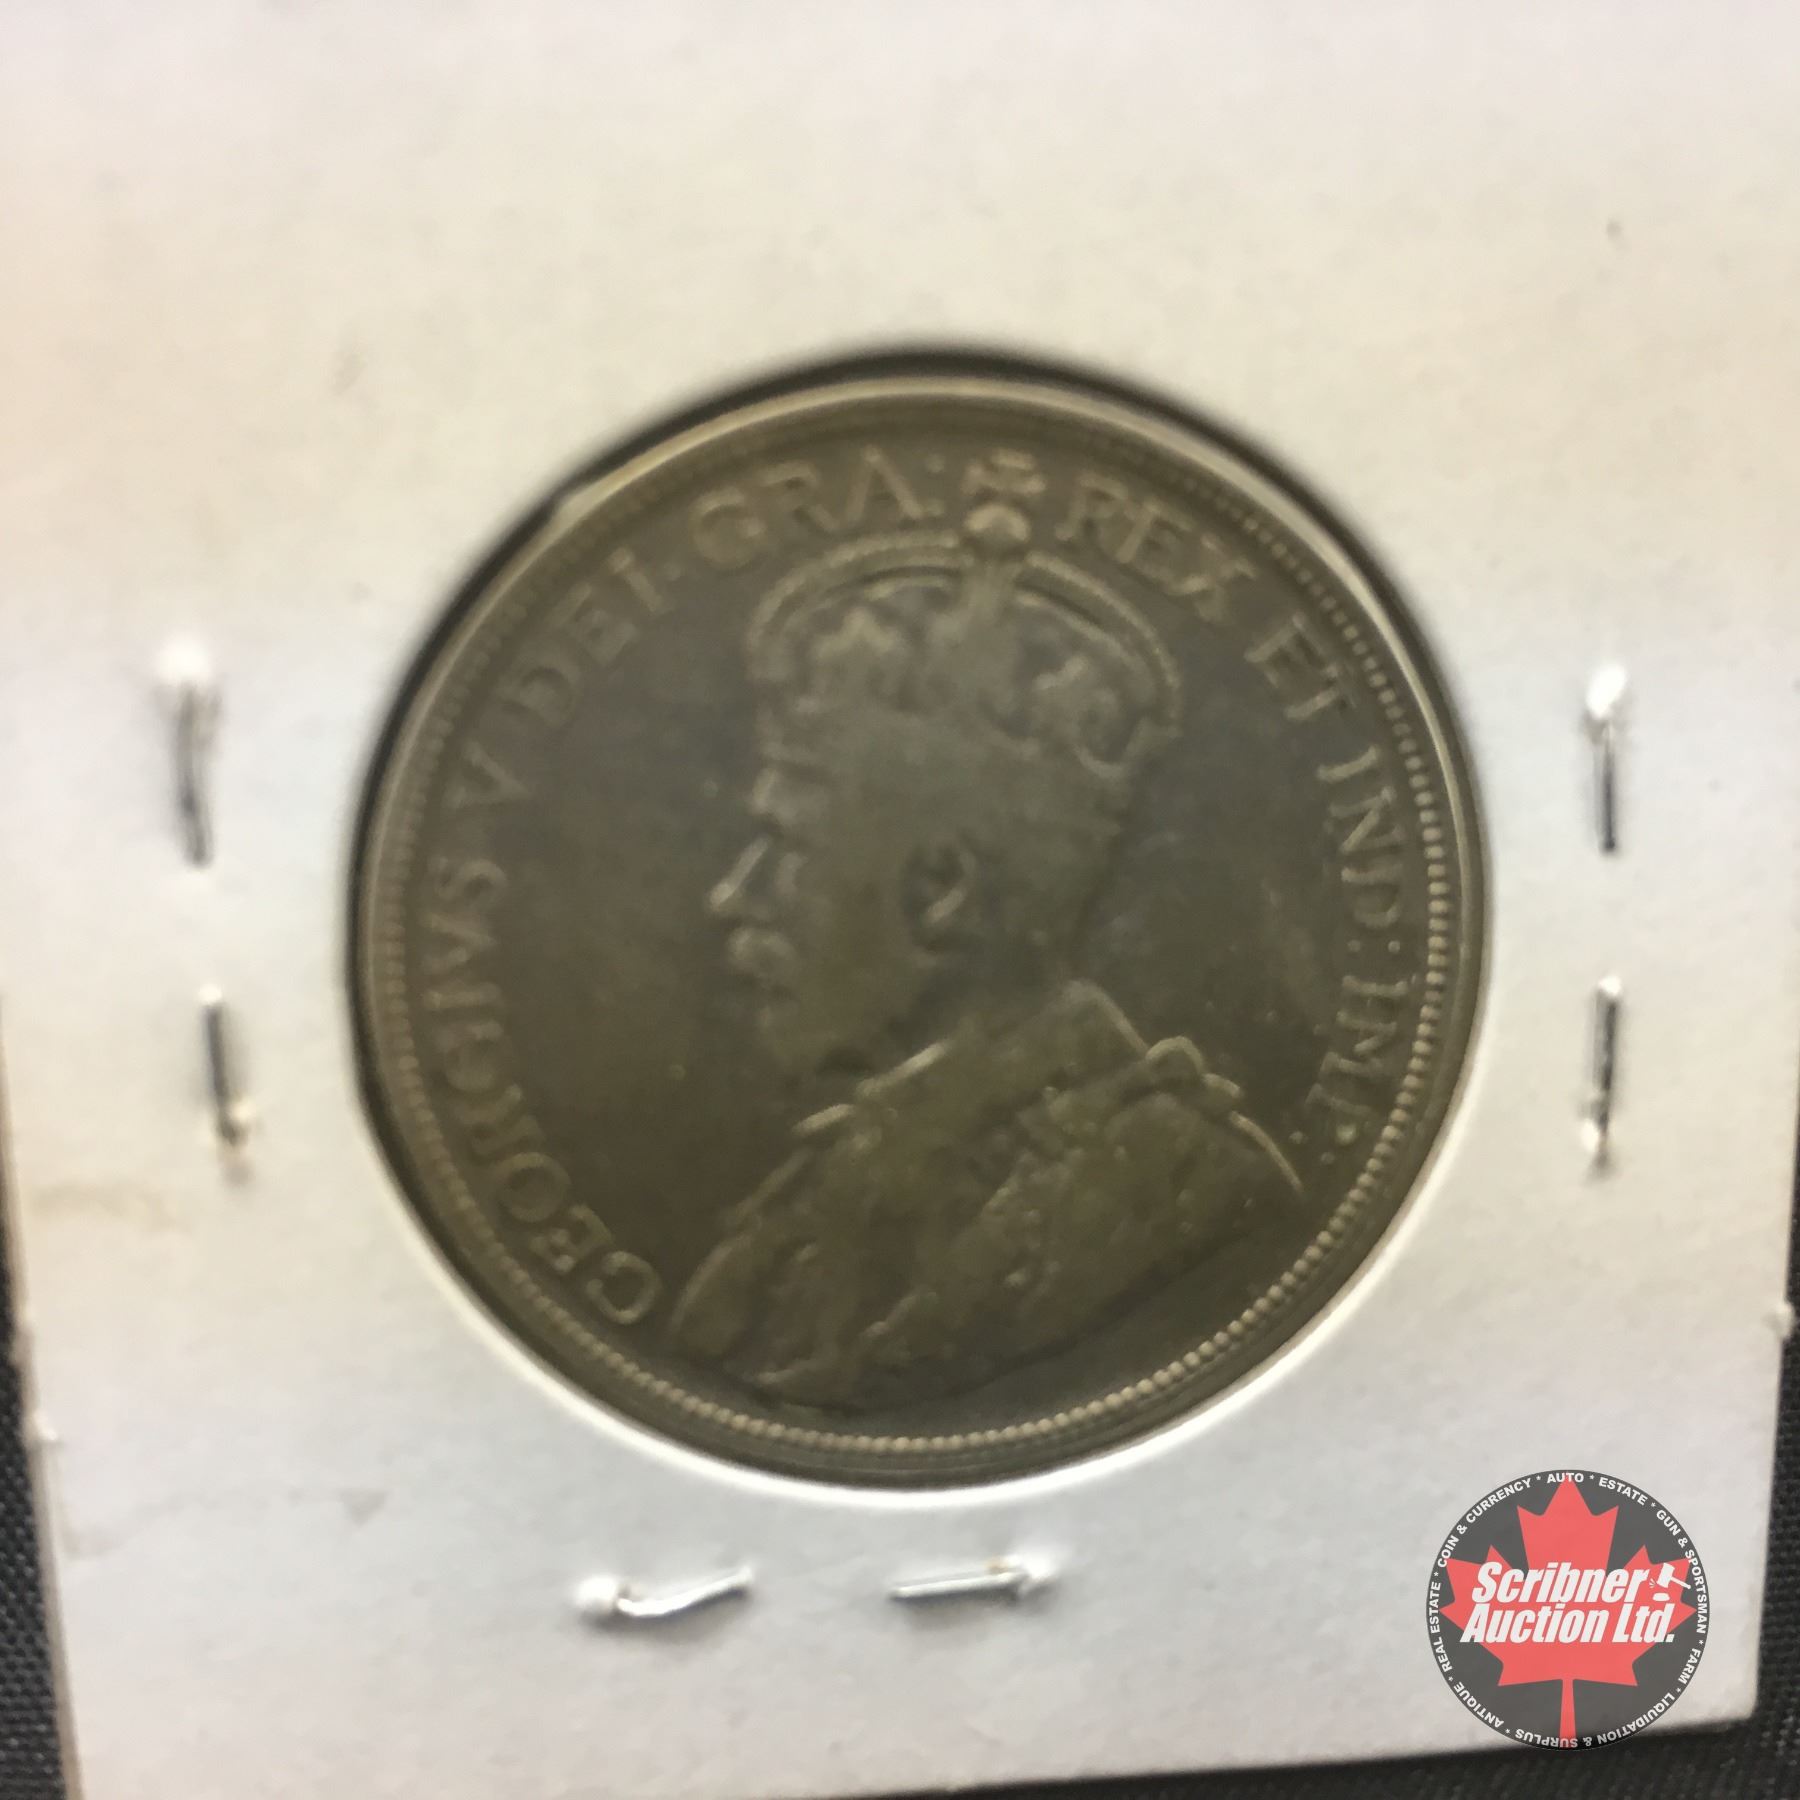 GEORGIVS V DEI GRA: REX ET IND: IMP:
COIN & CURRENCY * AUTO * ESTATE * GUN & SPORTSMAN * FARM * LIQUIDATION & SURPLUS * ANTIQUE * REAL ESTATE *
Scribner
Auction Ltd.